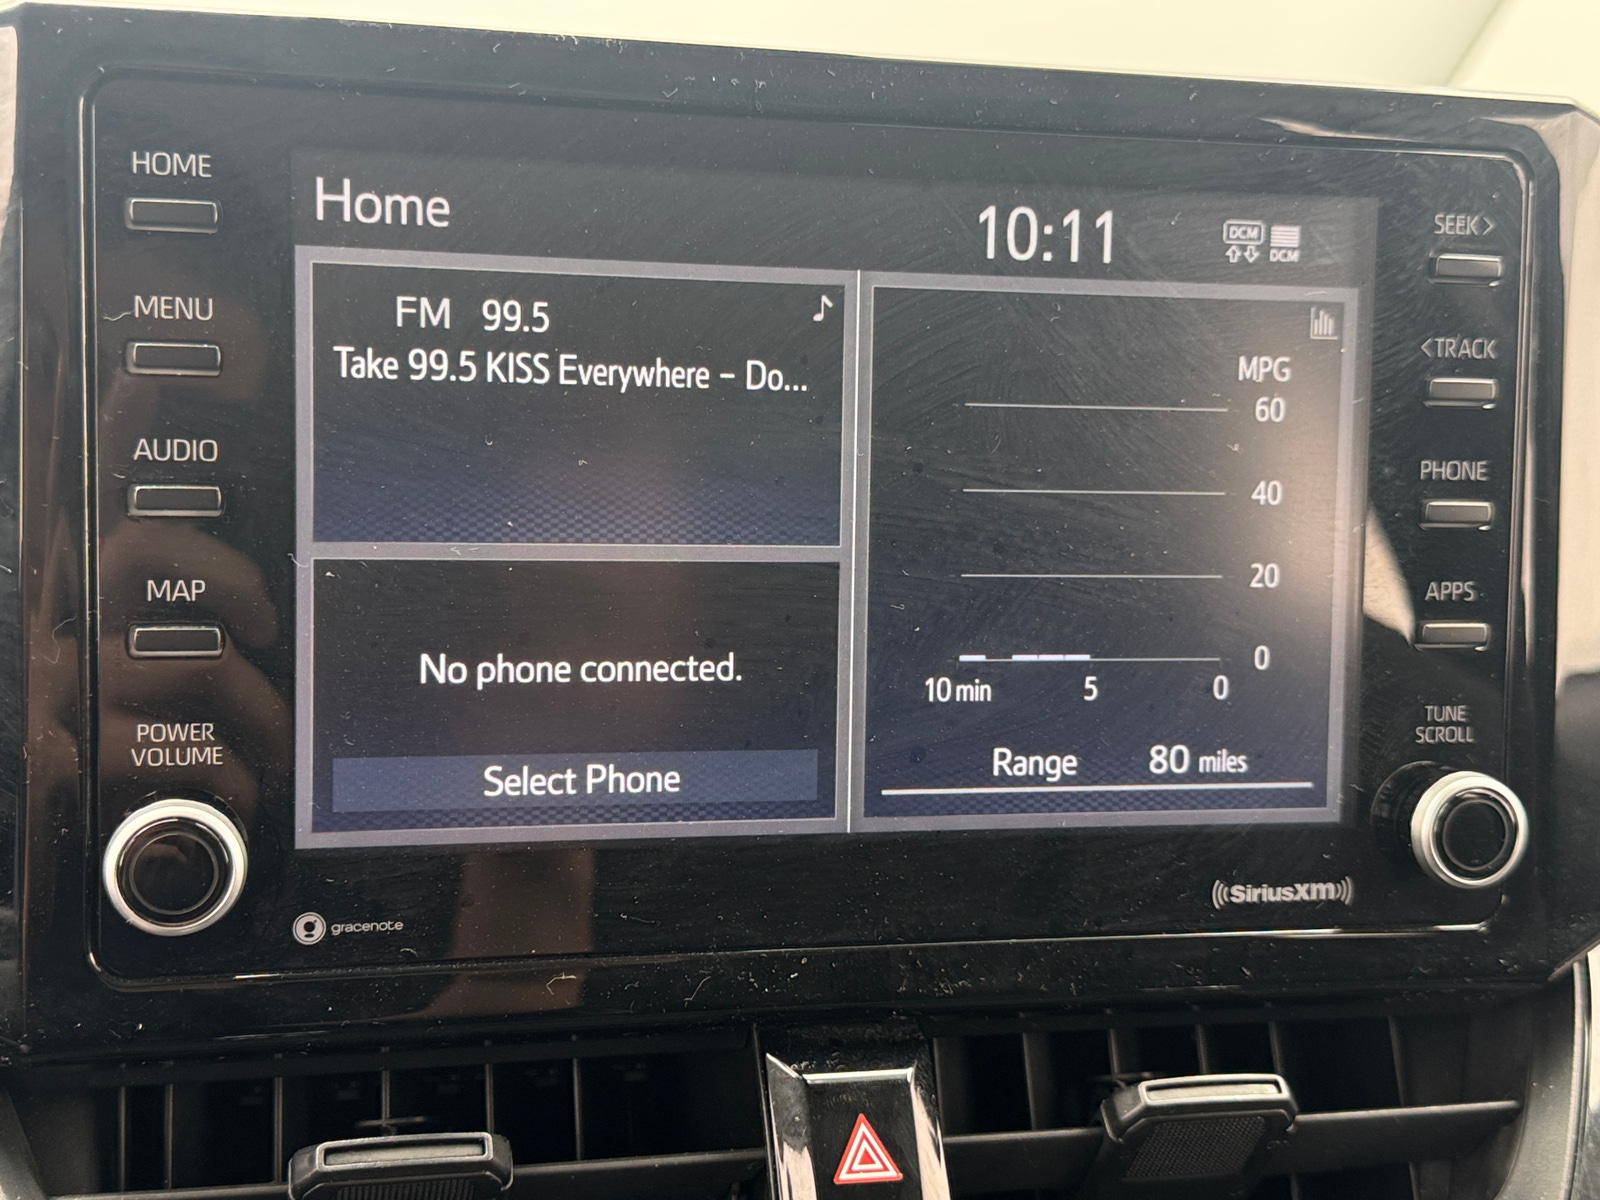 HOME
MENU
AUDIO
MAP
POWER
VOLUME
Home
10:11
DCM
DCM
FM 99.5
Take 99.5 KISS Everywhere – Do...
No phone connected.
Select Phone
MPG
60
40
20
0
10 min 5 0
Range 80 miles
SEEK>
<TRACK
PHONE
APPS
TUNE
SCROLL
gracenote
((SiriusXM))